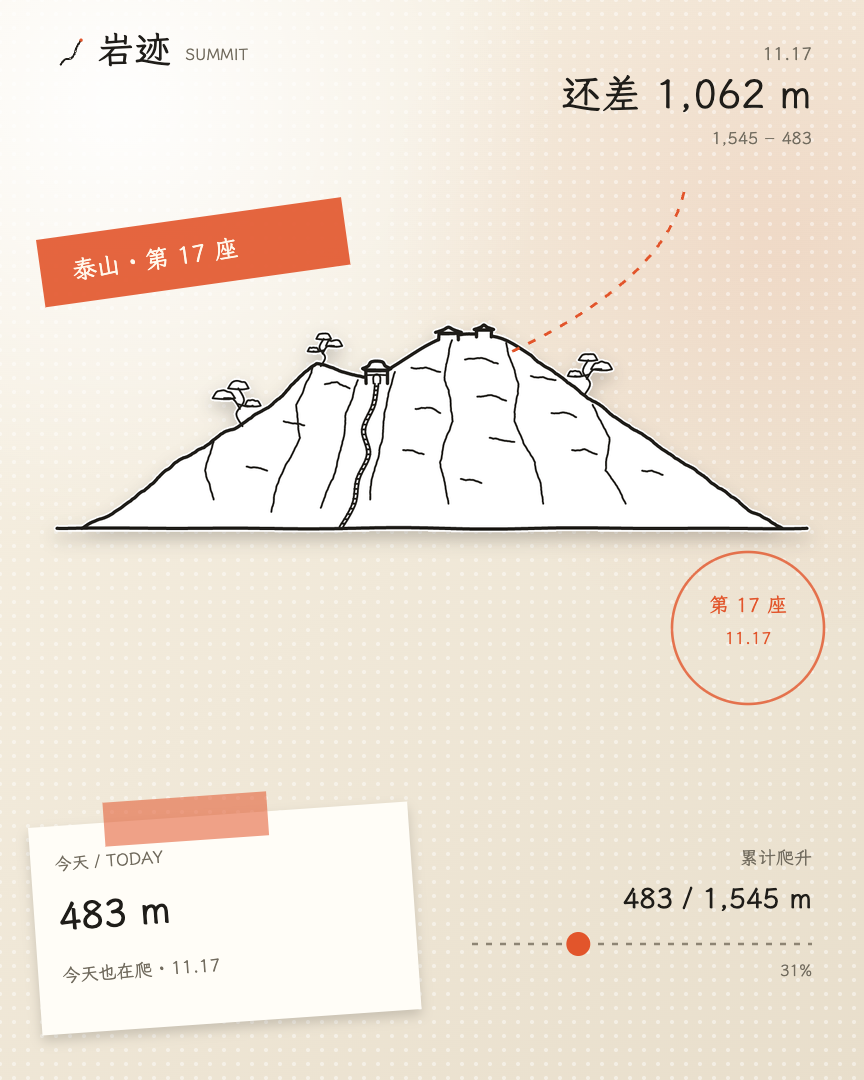 岩迹 SUMMIT
11.17
还差 1,062 m
1,545 – 483
泰山・第 17 座
第 17 座
11.17
今天 / TODAY
483 m
今天也在爬・11.17
累计爬升
483 / 1,545 m
31%